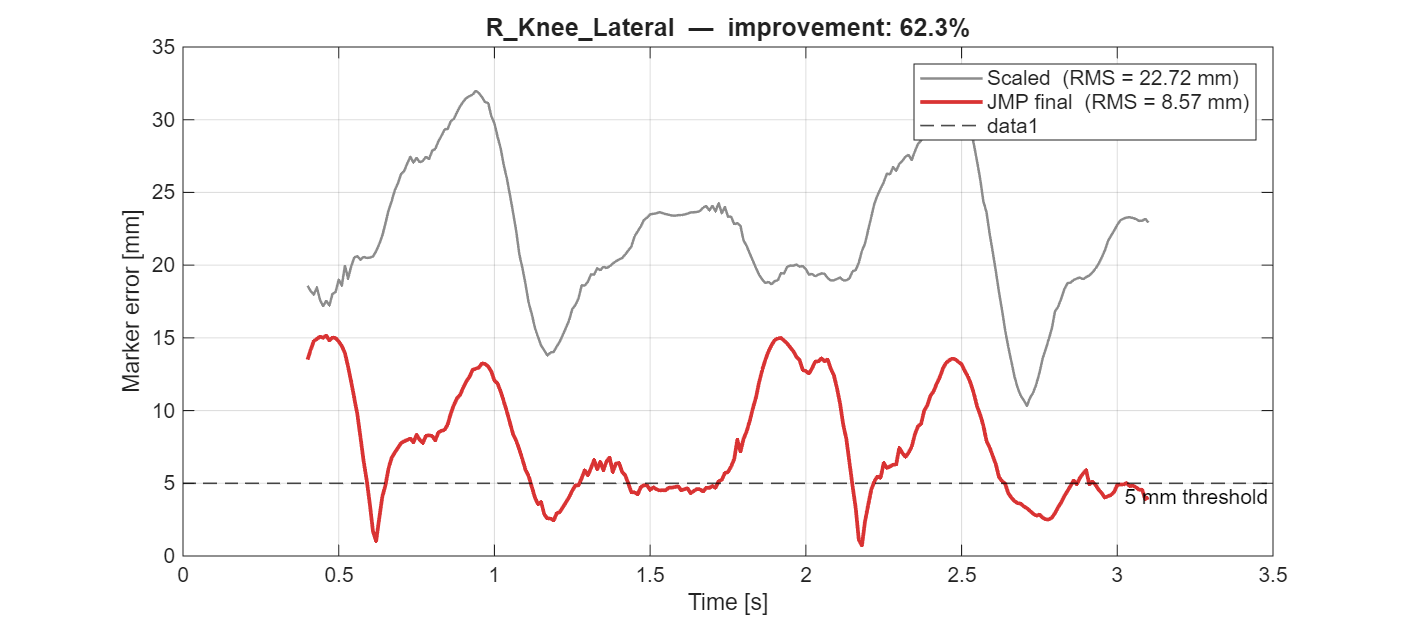 R_Knee_Lateral — improvement: 62.3%
Scaled (RMS = 22.72 mm)
JMP final (RMS = 8.57 mm)
data1
35
30
25
20
15
10
5
0
Marker error [mm]
5 mm threshold
0 0.5 1 1.5 2 2.5 3 3.5
Time [s]